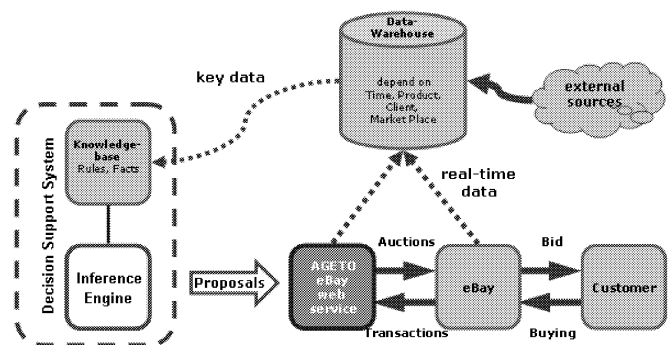 Data-
Warehouse
depend on
Time, Product,
Client,
Market Place
external
sources
key data
Decision Support System
Knowledge-
base
Rules, Facts
real-time
data
Inference
Engine
Proposals
AGETO
eBay
web
service
Auctions
Transactions
eBay
Bid
Buying
Customer